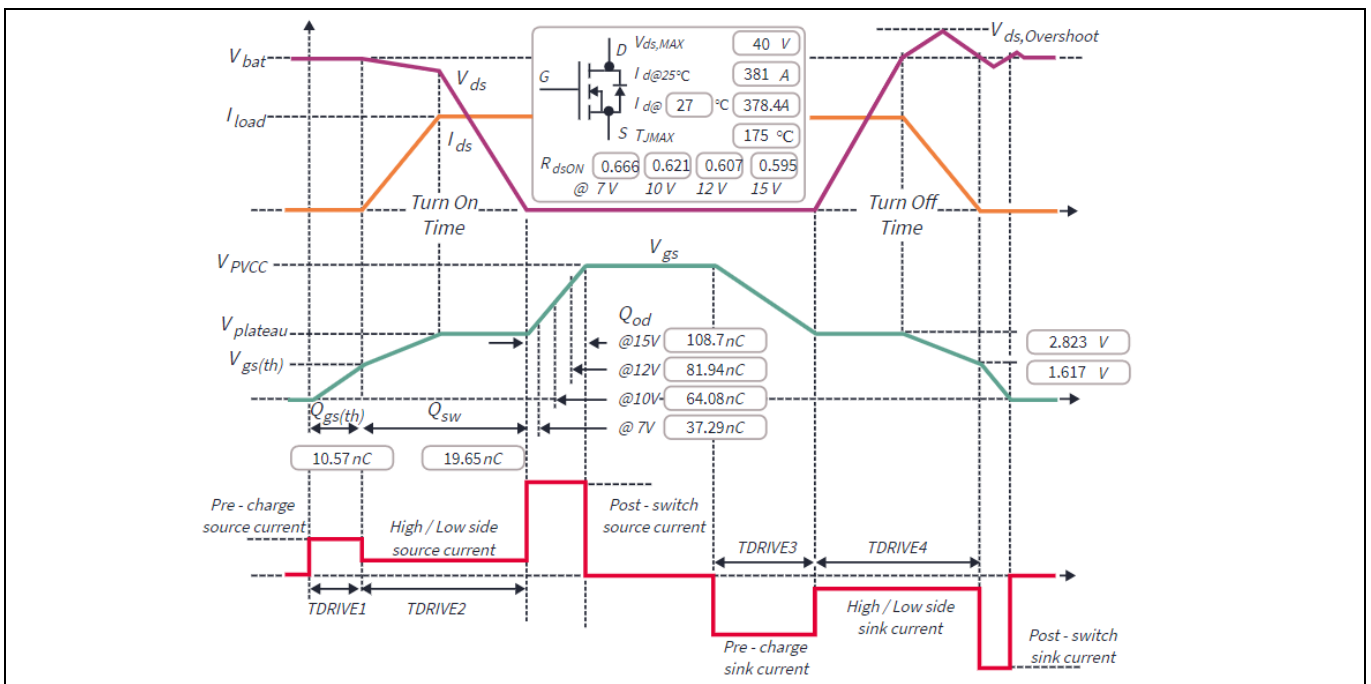 V ds,Overshoot
V bat
V ds
I load
I ds
Turn On
Time
D
G
S
V ds,MAX 40 V
I d@25℃ 381 A
I d@ 27 ℃ 378.4A
T JMAX 175 ℃
R dsON 0.666 0.621 0.607 0.595
@ 7 V 10 V 12 V 15 V
Turn Off
Time
V PVCC
V gs
V plateau
V gs(th)
Q od
@15V 108.7 nC
@12V 81.94 nC
@10V 64.08 nC
@ 7V 37.29 nC
2.823 V
1.617 V
Q gs(th)
Q sw
10.57 nC
19.65 nC
Pre - charge
source current
High / Low side
source current
Post - switch
source current
TDRIVE1
TDRIVE2
TDRIVE3
TDRIVE4
Pre - charge
sink current
High / Low side
sink current
Post - switch
sink current